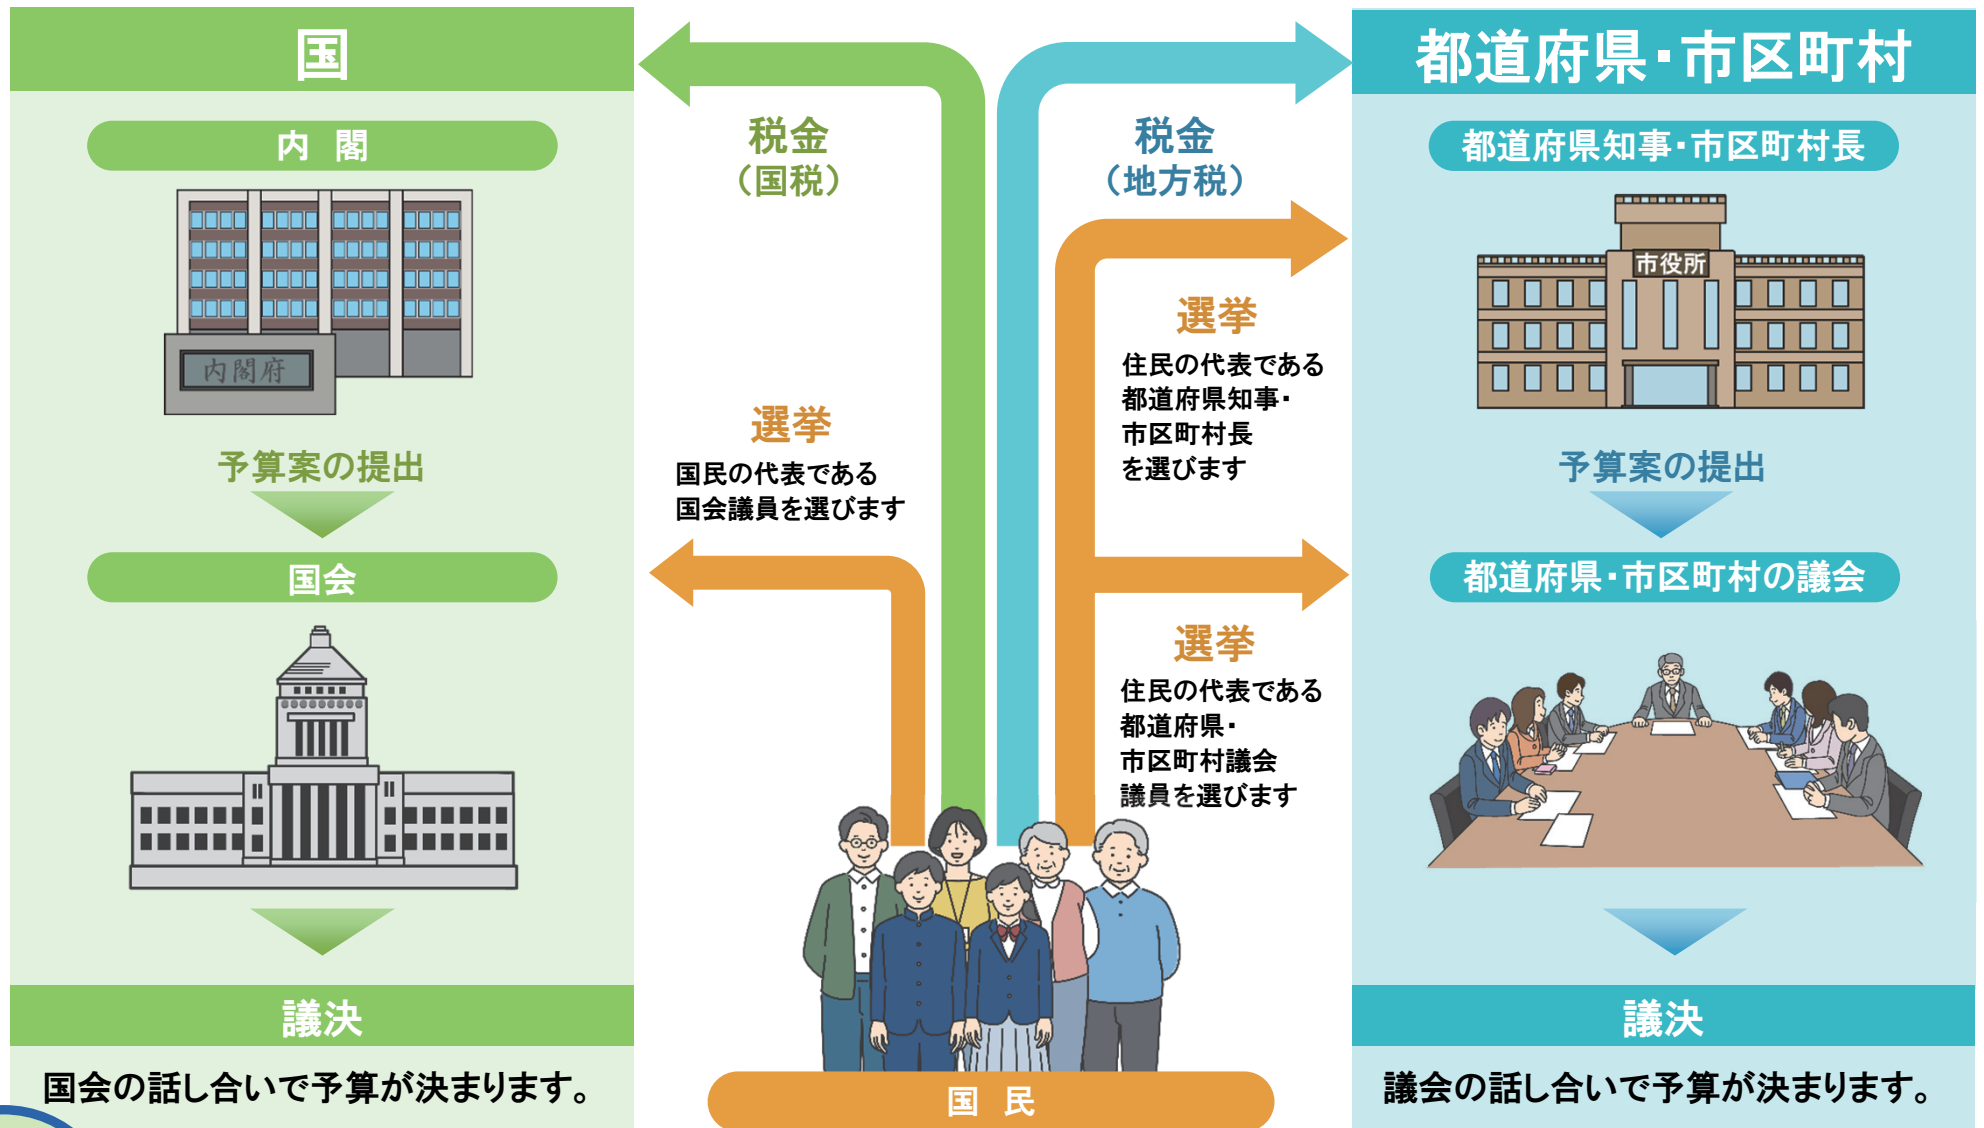 国
内 閣
内閣府
予算案の提出
国会
議決
国会の話し合いで予算が決まります。
税金
（国税）
選挙
国民の代表である
国会議員を選びます
税金
（地方税）
選挙
住民の代表である
都道府県知事・
市区町村長
を選びます
選挙
住民の代表である
都道府県・
市区町村議会
議員を選びます
国 民
都道府県・市区町村
都道府県知事・市区町村長
市役所
予算案の提出
都道府県・市区町村の議会
議決
議会の話し合いで予算が決まります。